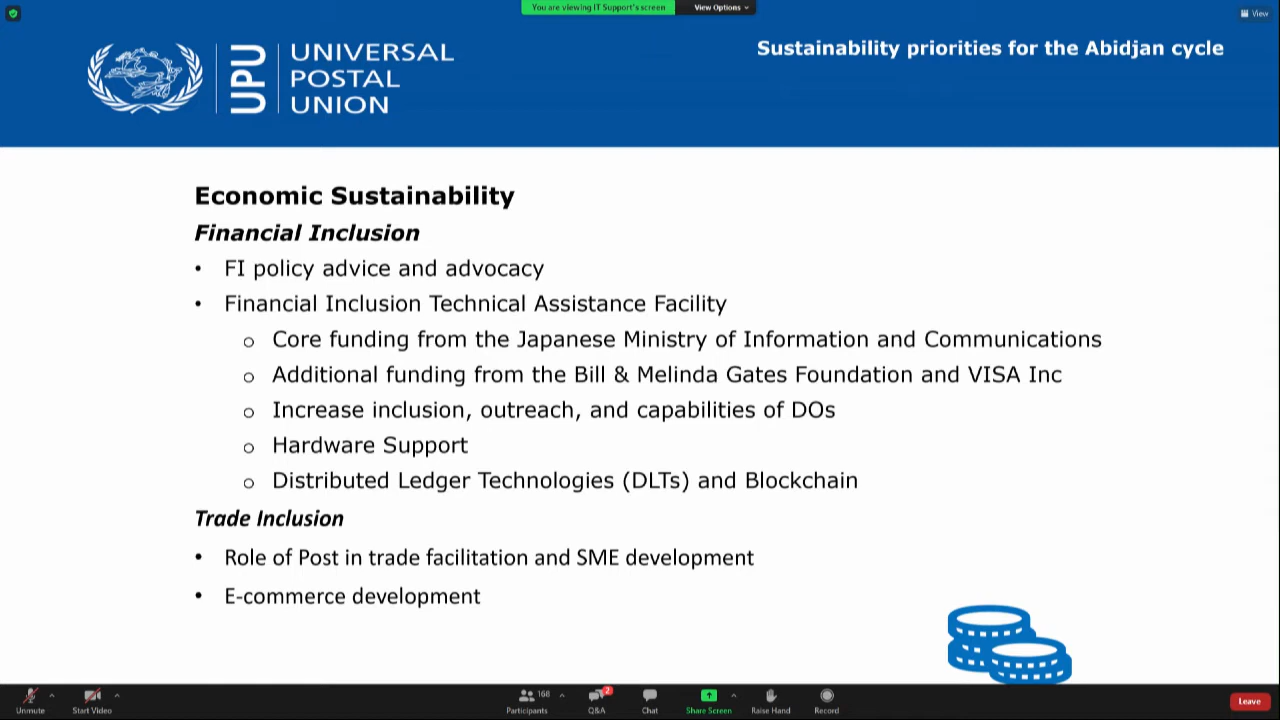 You are viewing IT Support's screen
View Options
View
UPU
UNIVERSAL
POSTAL
UNION
Sustainability priorities for the Abidjan cycle
Economic Sustainability
Financial Inclusion
• FI policy advice and advocacy
• Financial Inclusion Technical Assistance Facility
o Core funding from the Japanese Ministry of Information and Communications
o Additional funding from the Bill & Melinda Gates Foundation and VISA Inc
o Increase inclusion, outreach, and capabilities of DOs
o Hardware Support
o Distributed Ledger Technologies (DLTs) and Blockchain
Trade Inclusion
• Role of Post in trade facilitation and SME development
• E-commerce development
Unmute
Start Video
168
Participants
2
Q&A
Chat
Share Screen
Raise Hand
Record
Leave